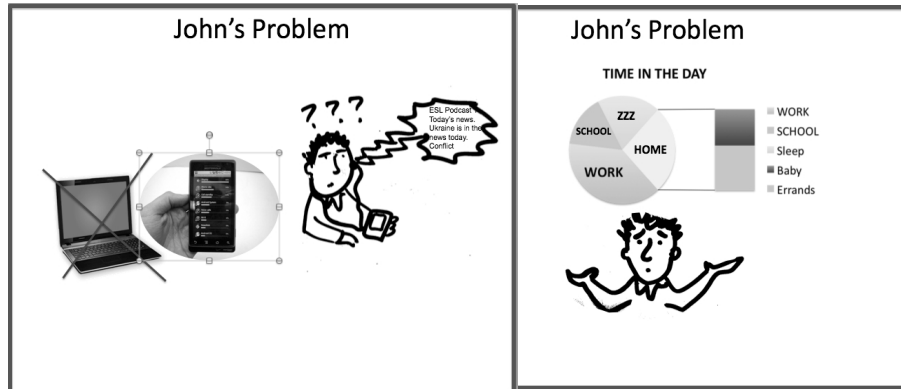 John's Problem
? ? ?
ESL Podcast
Today's news.
Ukraine is in the
news today.
Conflict
John's Problem
TIME IN THE DAY
ZZZ
SCHOOL
HOME
WORK
WORK
SCHOOL
Sleep
Baby
Errands